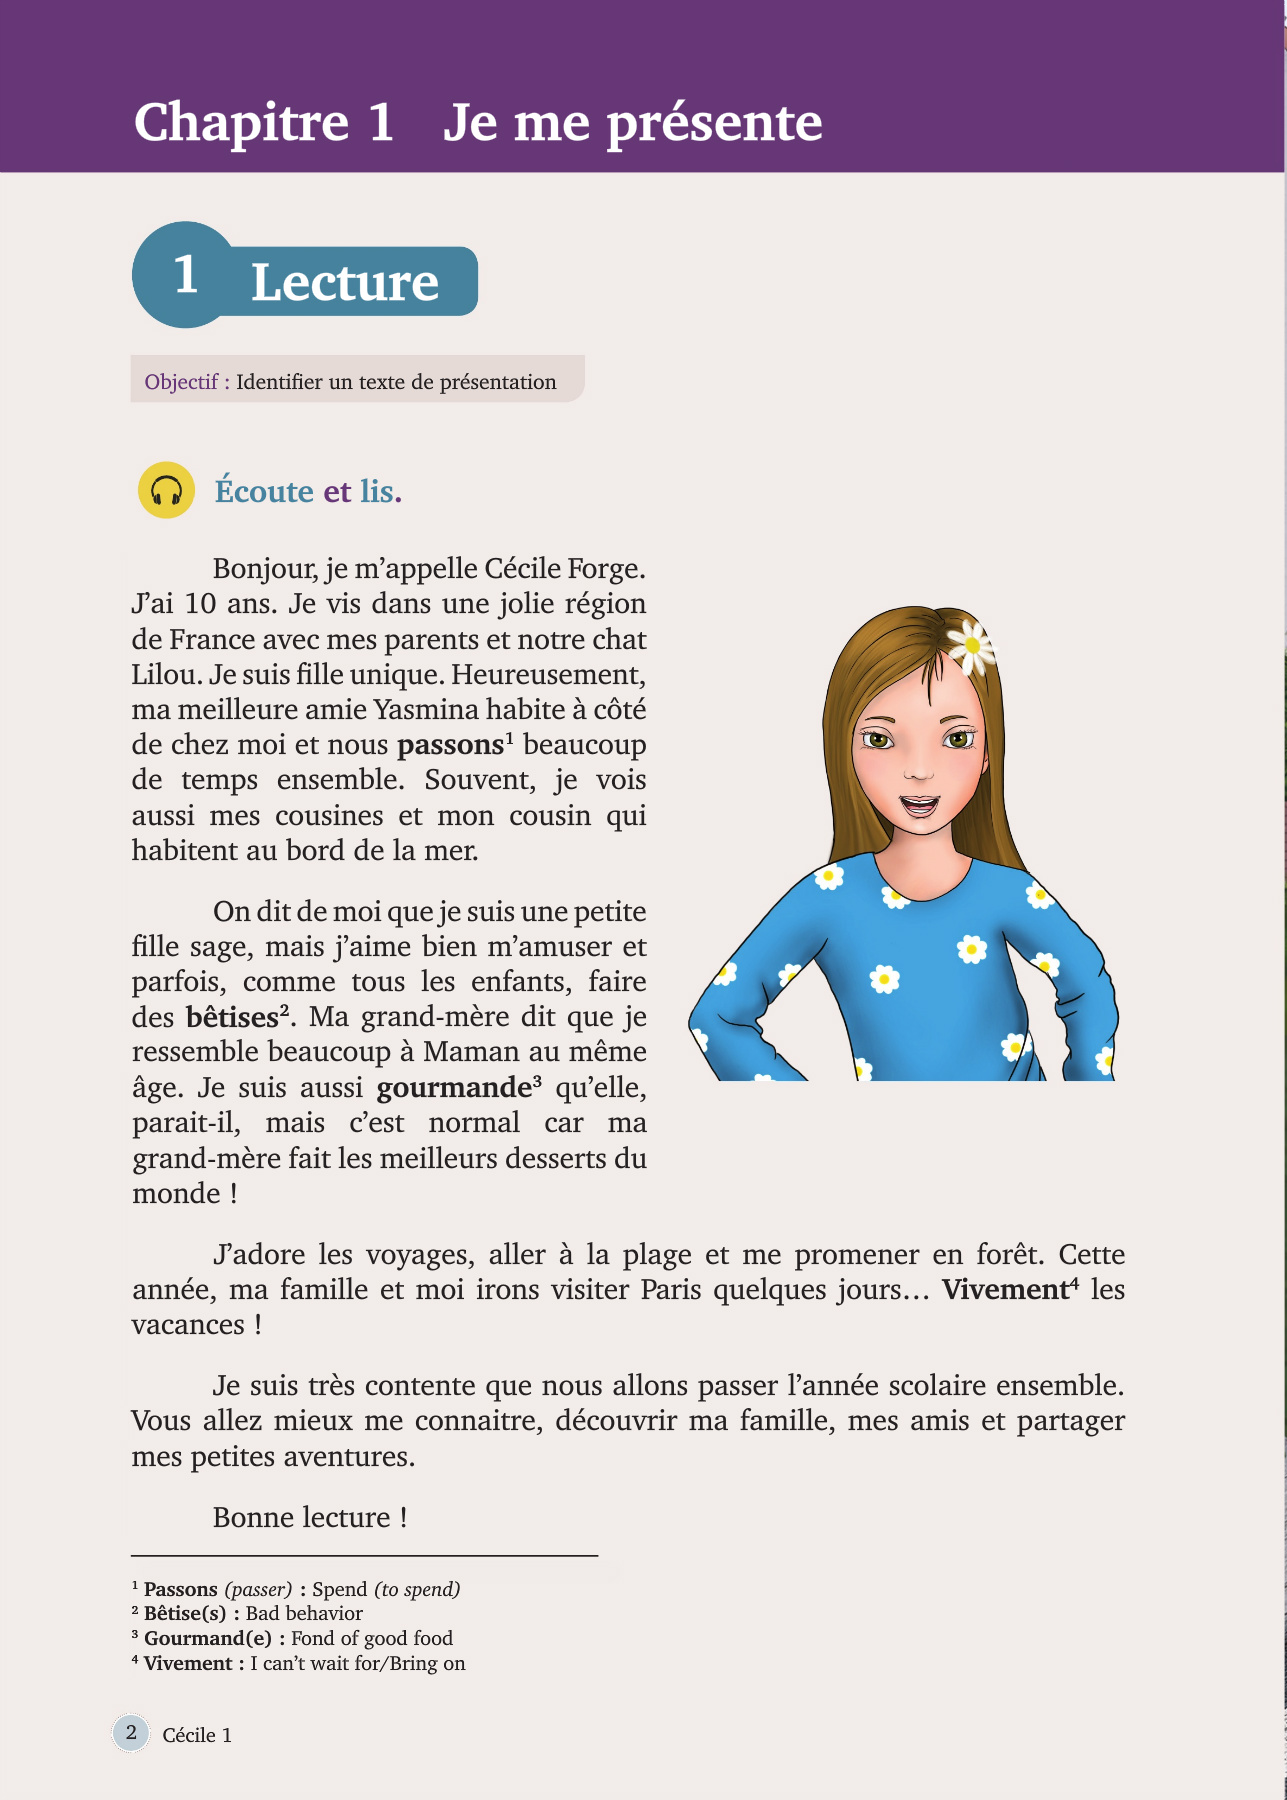 Chapitre 1 Je me présente
1 Lecture
Objectif : Identifier un texte de présentation
Écoute et lis.
Bonjour, je m’appelle Cécile Forge.
J’ai 10 ans. Je vis dans une jolie région
de France avec mes parents et notre chat
Lilou. Je suis fille unique. Heureusement,
ma meilleure amie Yasmina habite à côté
de chez moi et nous passons¹ beaucoup
de temps ensemble. Souvent, je vois
aussi mes cousines et mon cousin qui
habitent au bord de la mer.
On dit de moi que je suis une petite
fille sage, mais j’aime bien m’amuser et
parfois, comme tous les enfants, faire
des bêtises². Ma grand-mère dit que je
ressemble beaucoup à Maman au même
âge. Je suis aussi gourmande³ qu’elle,
parait-il, mais c’est normal car ma
grand-mère fait les meilleurs desserts du
monde !
J’adore les voyages, aller à la plage et me promener en forêt. Cette
année, ma famille et moi irons visiter Paris quelques jours… Vivement⁴ les
vacances !
Je suis très contente que nous allons passer l’année scolaire ensemble.
Vous allez mieux me connaitre, découvrir ma famille, mes amis et partager
mes petites aventures.
Bonne lecture !
¹ Passons (passer) : Spend (to spend)
² Bêtise(s) : Bad behavior
³ Gourmand(e) : Fond of good food
⁴ Vivement : I can’t wait for/Bring on
2 Cécile 1